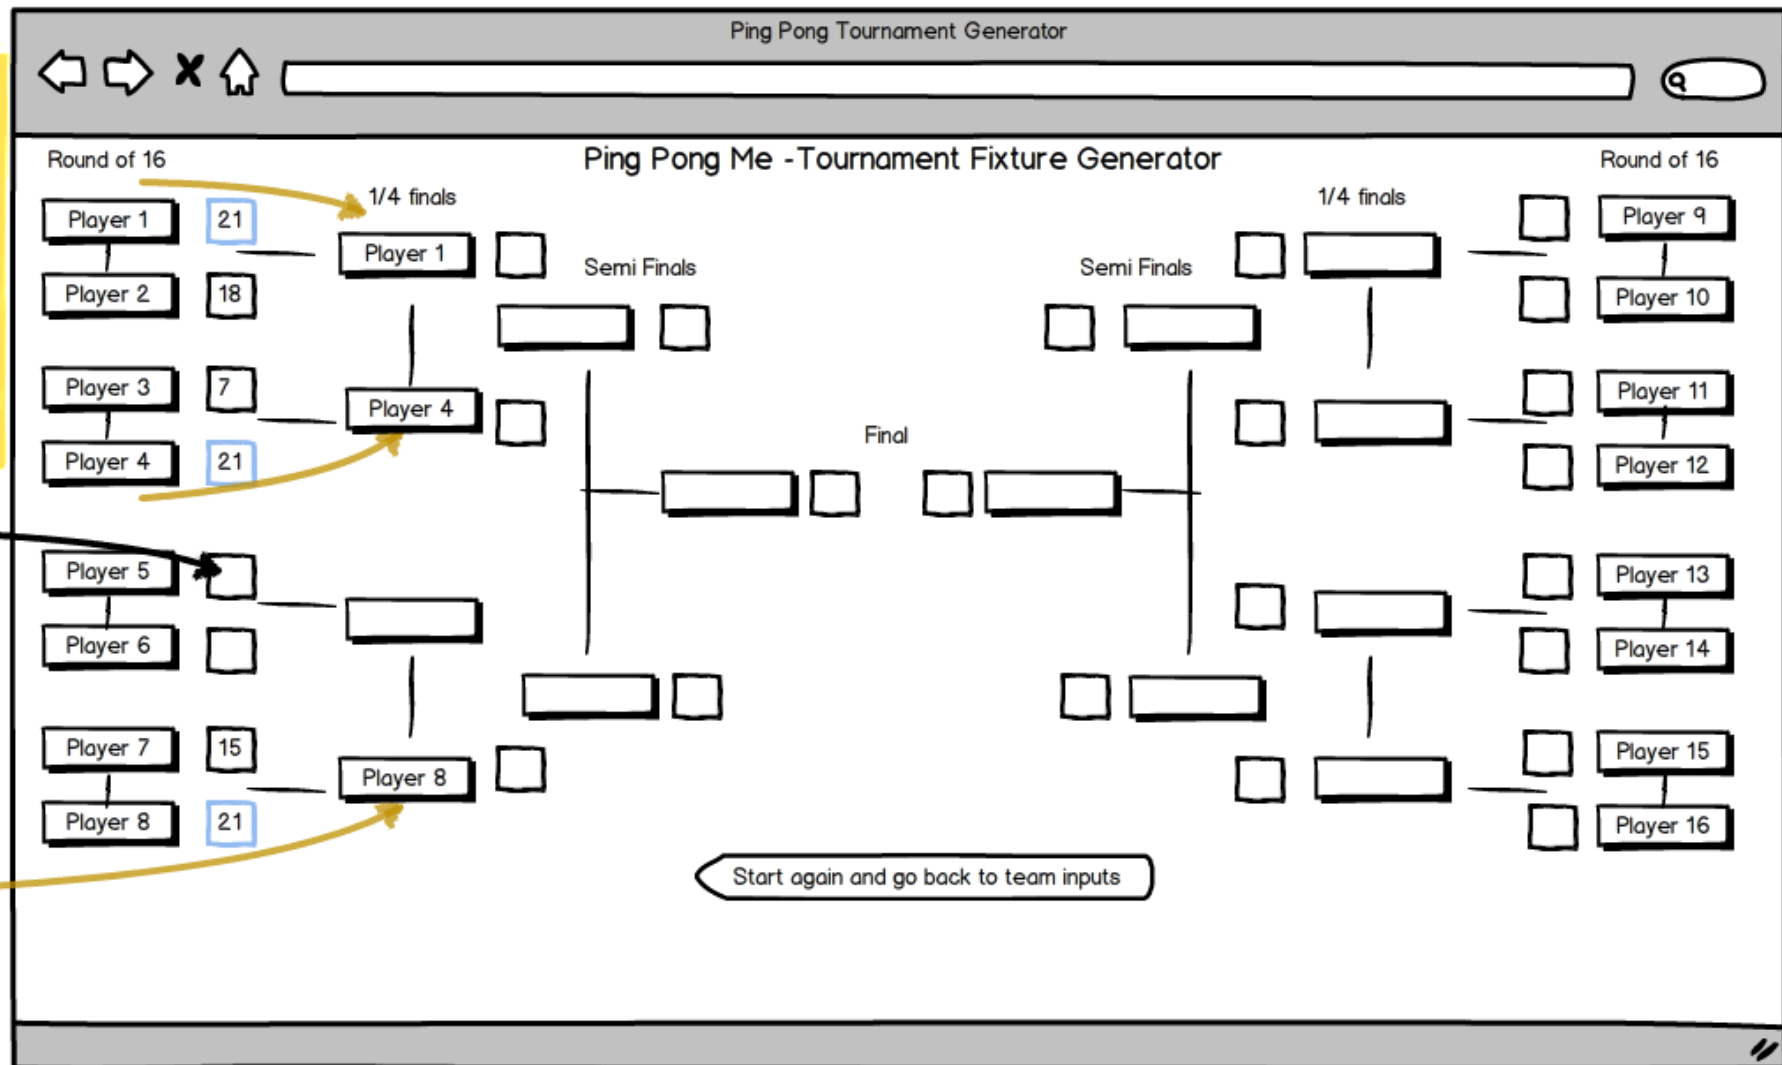 Ping Pong Tournament Generator
Ping Pong Me -Tournament Fixture Generator
Round of 16
Player 1
21
Player 2
18
Player 3
7
Player 4
21
Player 5
Player 6
Player 7
15
Player 8
21
1/4 finals
Player 1
Player 4
Player 8
Semi Finals
Final
Semi Finals
1/4 finals
Round of 16
Player 9
Player 10
Player 11
Player 12
Player 13
Player 14
Player 15
Player 16
Start again and go back to team inputs